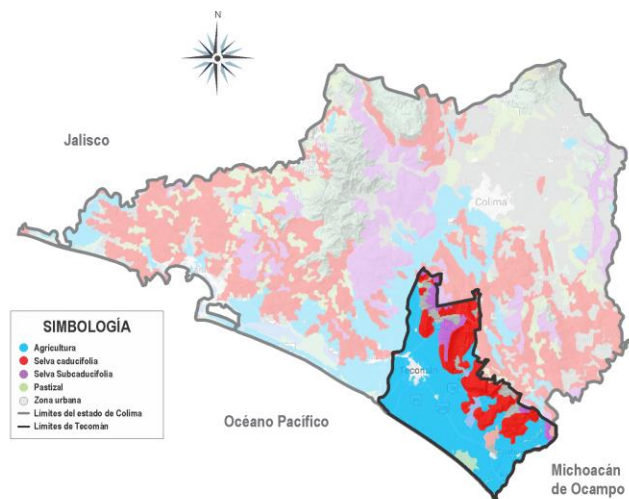 N
Jalisco
Colima
SIMBOLOGÍA
Agricultura
Selva caducifolia
Selva Subcaducifolia
Pastizal
Zona urbana
Límites del estado de Colima
Límites de Tecomán
Tecomán
Océano Pacífico
Michoacán
de Ocampo